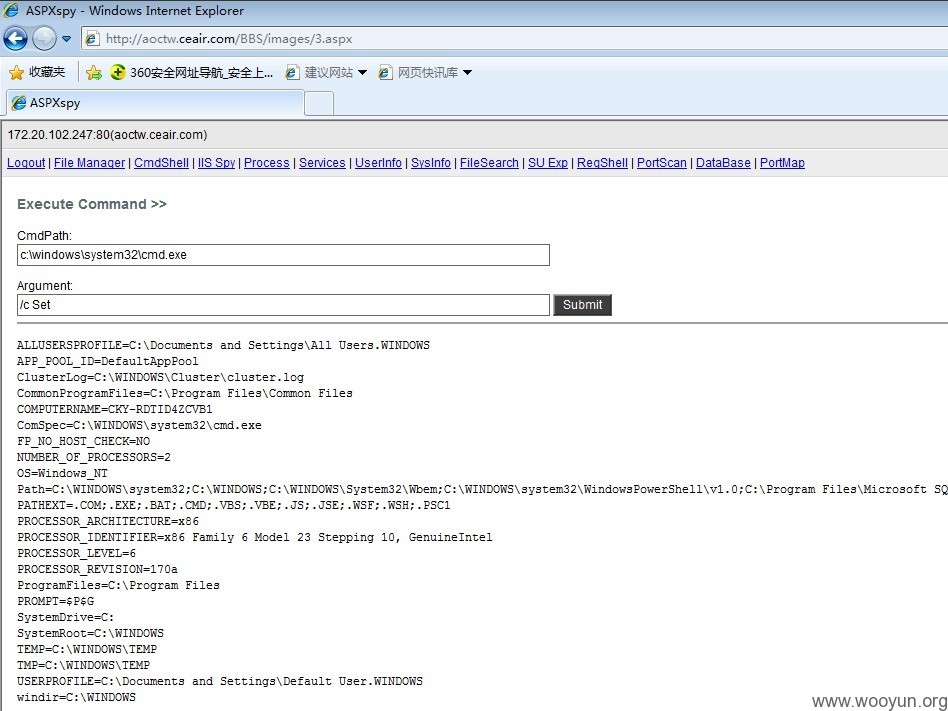 ASPXspy - Windows Internet Explorer
http://aoctw.ceair.com/BBS/images/3.aspx
收藏夹 360安全网址导航_安全上... 建议网站 网页快讯库
ASPXspy
172.20.102.247:80(aoctw.ceair.com)
Logout | File Manager | CmdShell | IIS Spy | Process | Services | UserInfo | SysInfo | FileSearch | SU Exp | RegShell | PortScan | DataBase | PortMap
Execute Command >>
CmdPath:
c:\windows\system32\cmd.exe
Argument:
/c Set Submit
ALLUSERSPROFILE=C:\Documents and Settings\All Users.WINDOWS
APP_POOL_ID=DefaultAppPool
ClusterLog=C:\WINDOWS\Cluster\cluster.log
CommonProgramFiles=C:\Program Files\Common Files
COMPUTERNAME=CKY-RDTID4ZCVB1
ComSpec=C:\WINDOWS\system32\cmd.exe
FP_NO_HOST_CHECK=NO
NUMBER_OF_PROCESSORS=2
OS=Windows_NT
Path=C:\WINDOWS\system32;C:\WINDOWS;C:\WINDOWS\System32\Wbem;C:\WINDOWS\system32\WindowsPowerShell\v1.0;C:\Program Files\Microsoft SQ
PATHEXT=.COM;.EXE;.BAT;.CMD;.VBS;.VBE;.JS;.JSE;.WSF;.WSH;.PSC1
PROCESSOR_ARCHITECTURE=x86
PROCESSOR_IDENTIFIER=x86 Family 6 Model 23 Stepping 10, GenuineIntel
PROCESSOR_LEVEL=6
PROCESSOR_REVISION=170a
ProgramFiles=C:\Program Files
PROMPT=$P$G
SystemDrive=C:
SystemRoot=C:\WINDOWS
TEMP=C:\WINDOWS\TEMP
TMP=C:\WINDOWS\TEMP
USERPROFILE=C:\Documents and Settings\Default User.WINDOWS
windir=C:\WINDOWS
www.wooyun.org